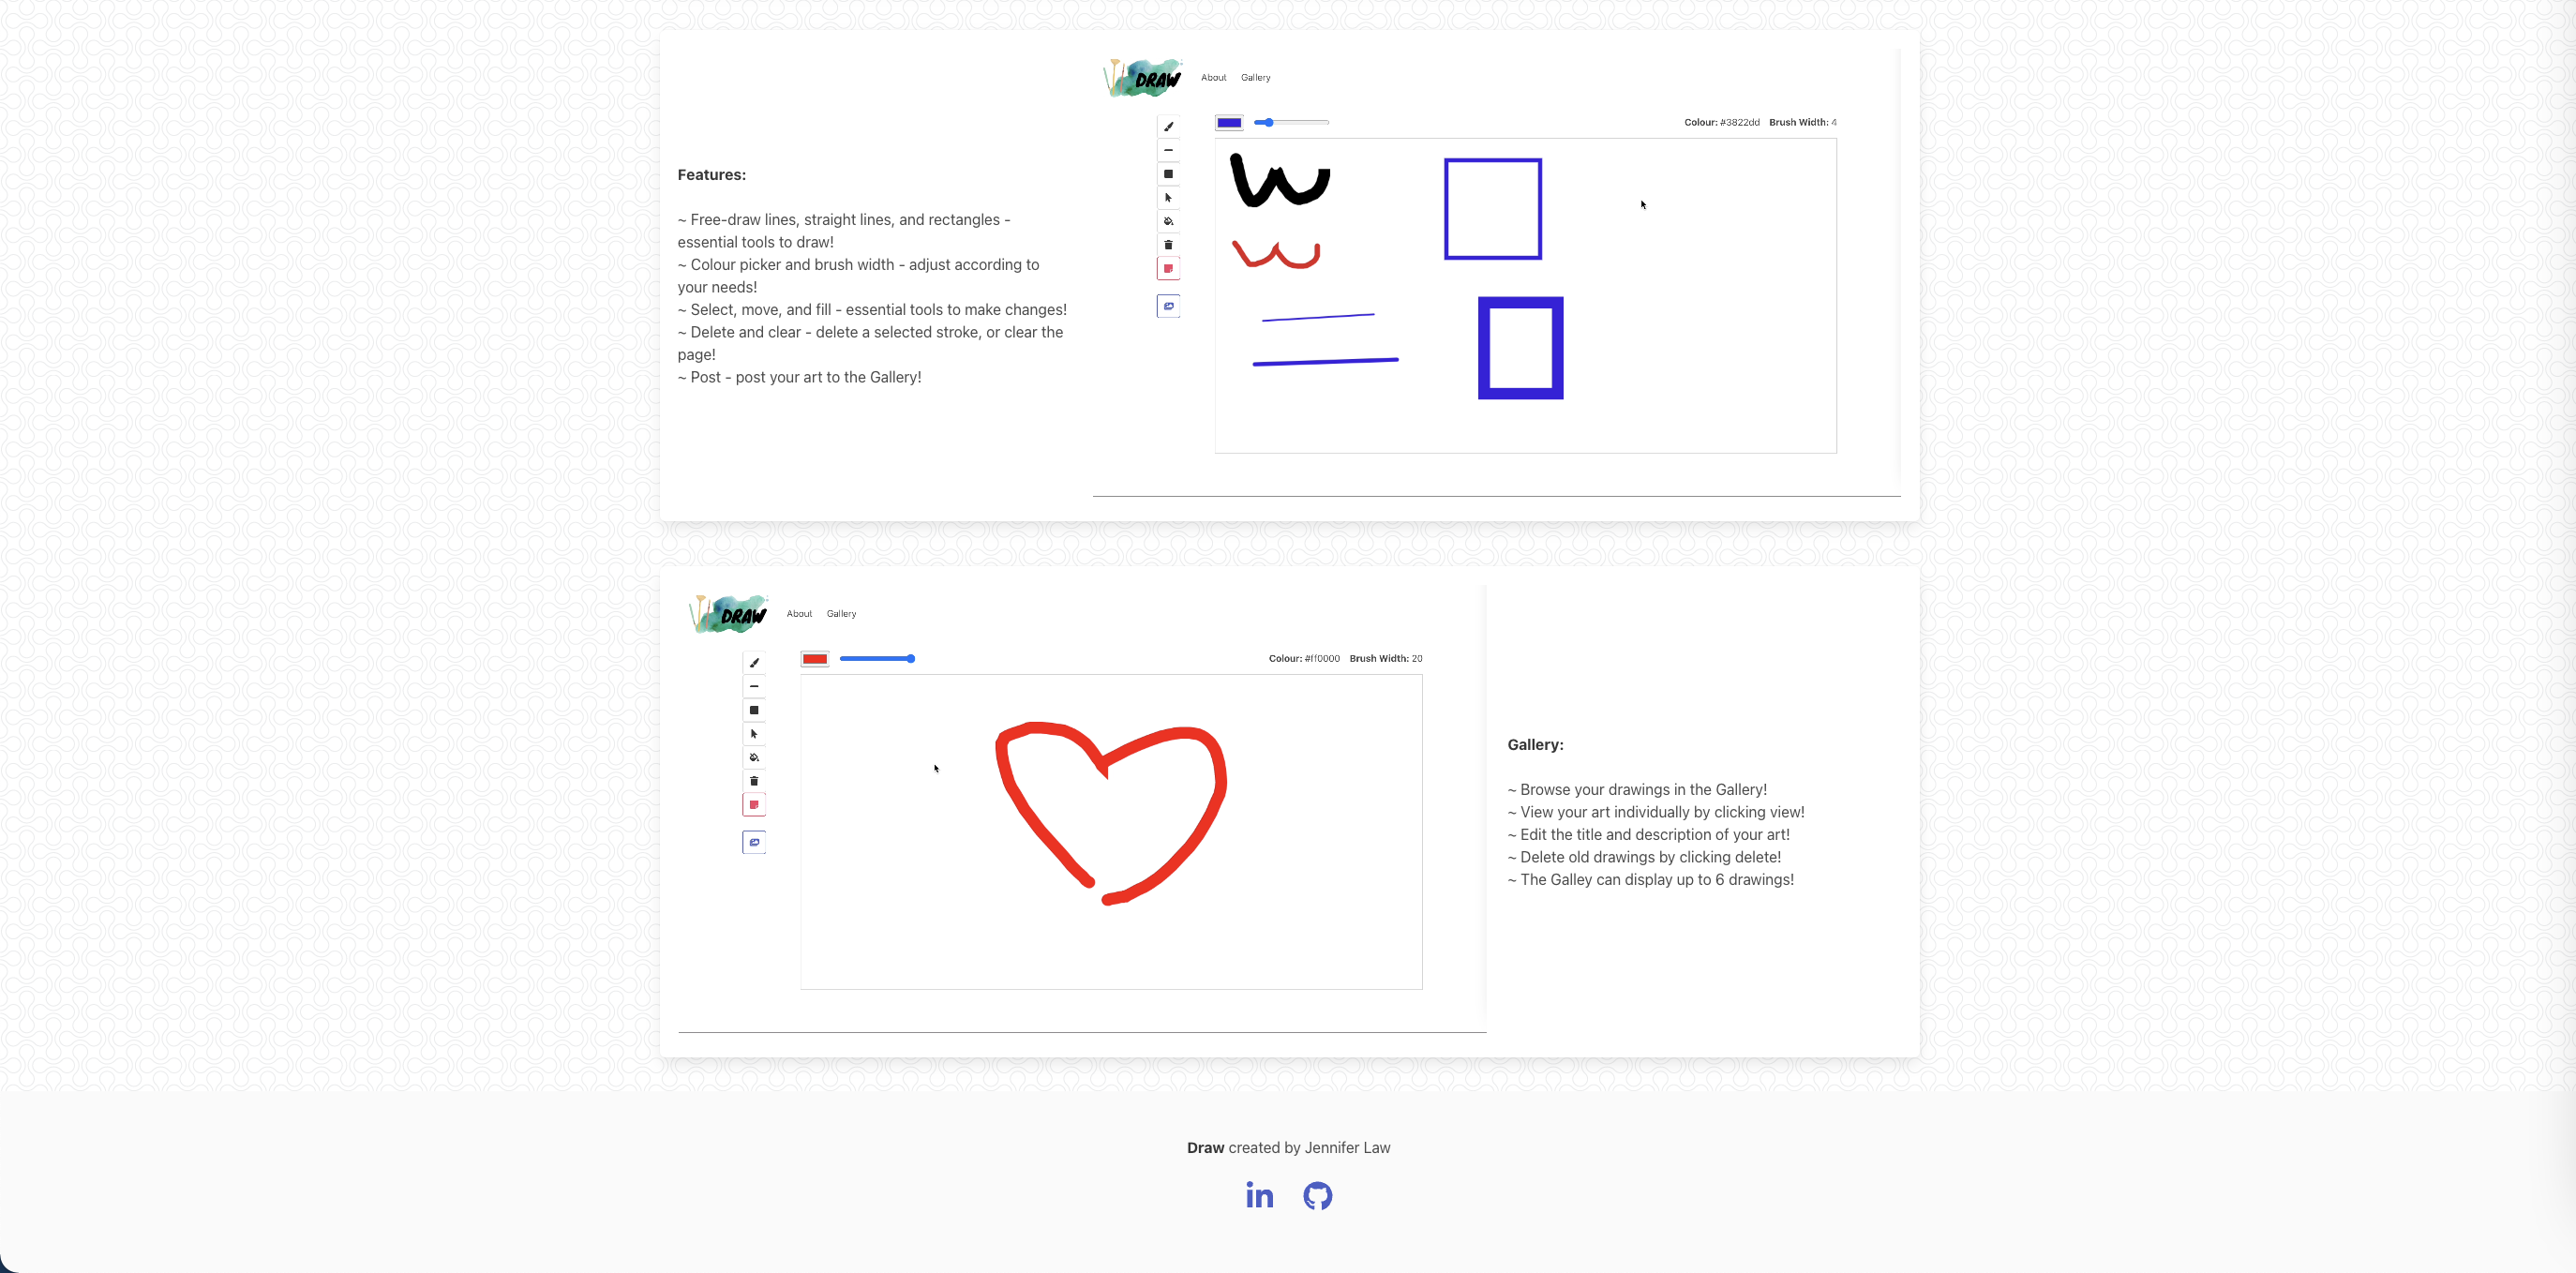 DRAW
About Gallery
Colour: #3822dd Brush Width: 4
W
w
Features:
~ Free-draw lines, straight lines, and rectangles -
essential tools to draw!
~ Colour picker and brush width - adjust according to
your needs!
~ Select, move, and fill - essential tools to make changes!
~ Delete and clear - delete a selected stroke, or clear the
page!
~ Post - post your art to the Gallery!
DRAW
About Gallery
Colour: #ff0000 Brush Width: 20
Gallery:
~ Browse your drawings in the Gallery!
~ View your art individually by clicking view!
~ Edit the title and description of your art!
~ Delete old drawings by clicking delete!
~ The Galley can display up to 6 drawings!
Draw created by Jennifer Law
in